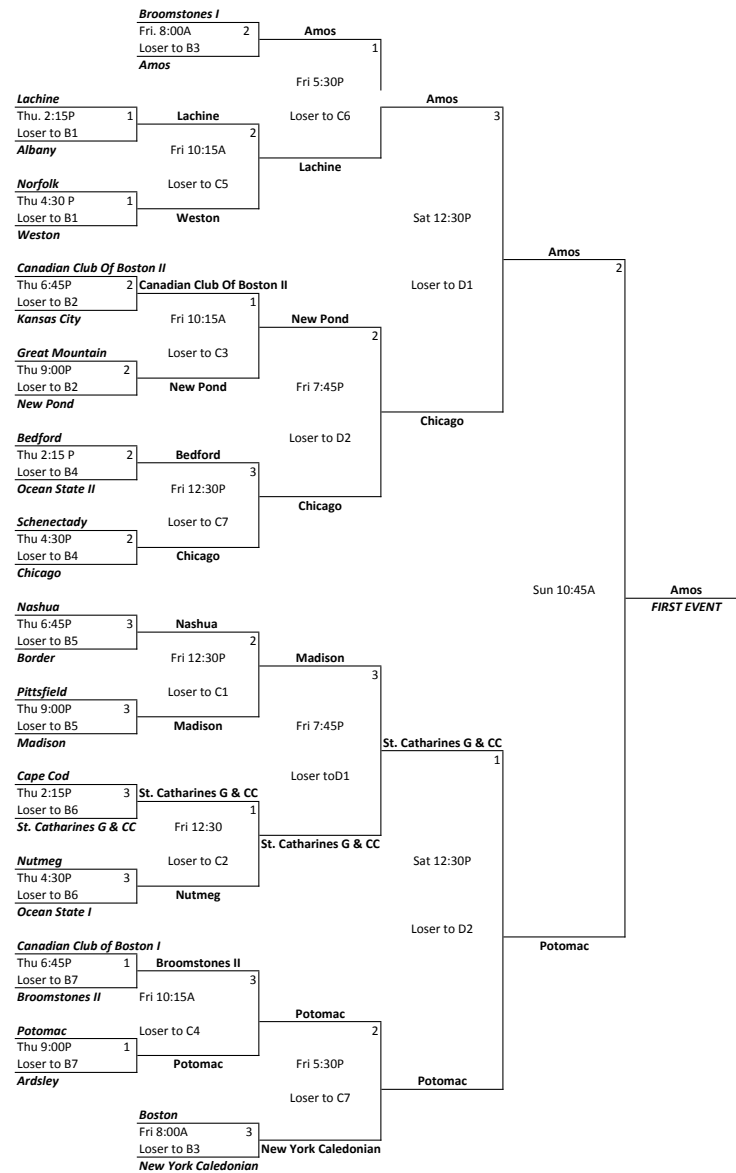 Broomstones I
Fri. 8:00A 2 Amos
Loser to B3 1
Amos
Fri 5:30P
Lachine Amos
Thu. 2:15P 1 Lachine Loser to C6 3
Loser to B1 2
Albany Fri 10:15A
Lachine
Norfolk
Thu 4:30 P 1 Loser to C5
Loser to B1 Weston Sat 12:30P
Weston
Amos
Canadian Club Of Boston II 2
Thu 6:45P 2 Canadian Club Of Boston II Loser to D1
Loser to B2 1
Kansas City Fri 10:15A New Pond
2
Great Mountain Loser to C3
Thu 9:00P 2
Loser to B2 New Pond Fri 7:45P
New Pond
Chicago
Bedford Loser to D2
Thu 2:15 P 2 Bedford
Loser to B4 3
Ocean State II Fri 12:30P
Chicago
Schenectady Loser to C7
Thu 4:30P 2
Loser to B4 Chicago
Chicago
Sun 10:45A Amos
FIRST EVENT
Nashua
Thu 6:45P 3 Nashua
Loser to B5 2
Border Fri 12:30P Madison
3
Pittsfield Loser to C1
Thu 9:00P 3
Loser to B5 Madison Fri 7:45P
Madison
St. Catharines G & CC
Cape Cod 1
Thu 2:15P 3 St. Catharines G & CC Loser toD1
Loser to B6 1
St. Catharines G & CC Fri 12:30
St. Catharines G & CC
Nutmeg Loser to C2 Sat 12:30P
Thu 4:30P 3
Loser to B6 Nutmeg
Ocean State I
Loser to D2
Canadian Club of Boston I Potomac
Thu 6:45P 1 Broomstones II
Loser to B7 3
Broomstones II Fri 10:15A
Potomac
Potomac Loser to C4 2
Thu 9:00P 1
Loser to B7 Potomac Fri 5:30P
Ardsley Potomac
Loser to C7
Boston
Fri 8:00A 3
Loser to B3 New York Caledonian
New York Caledonian